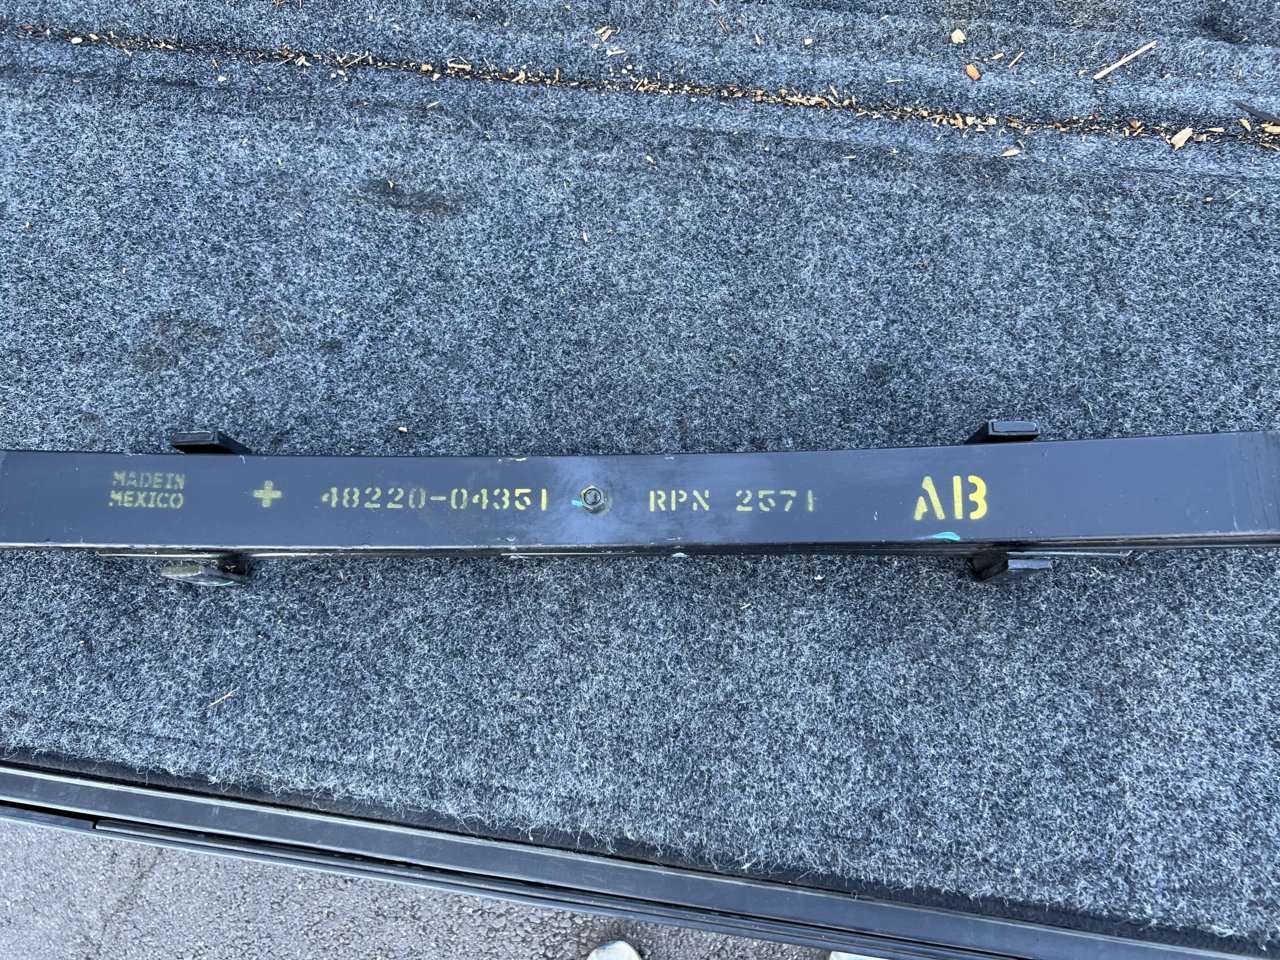 MADE IN
MEXICO
+ 48220-04351 RPN 2571 AB